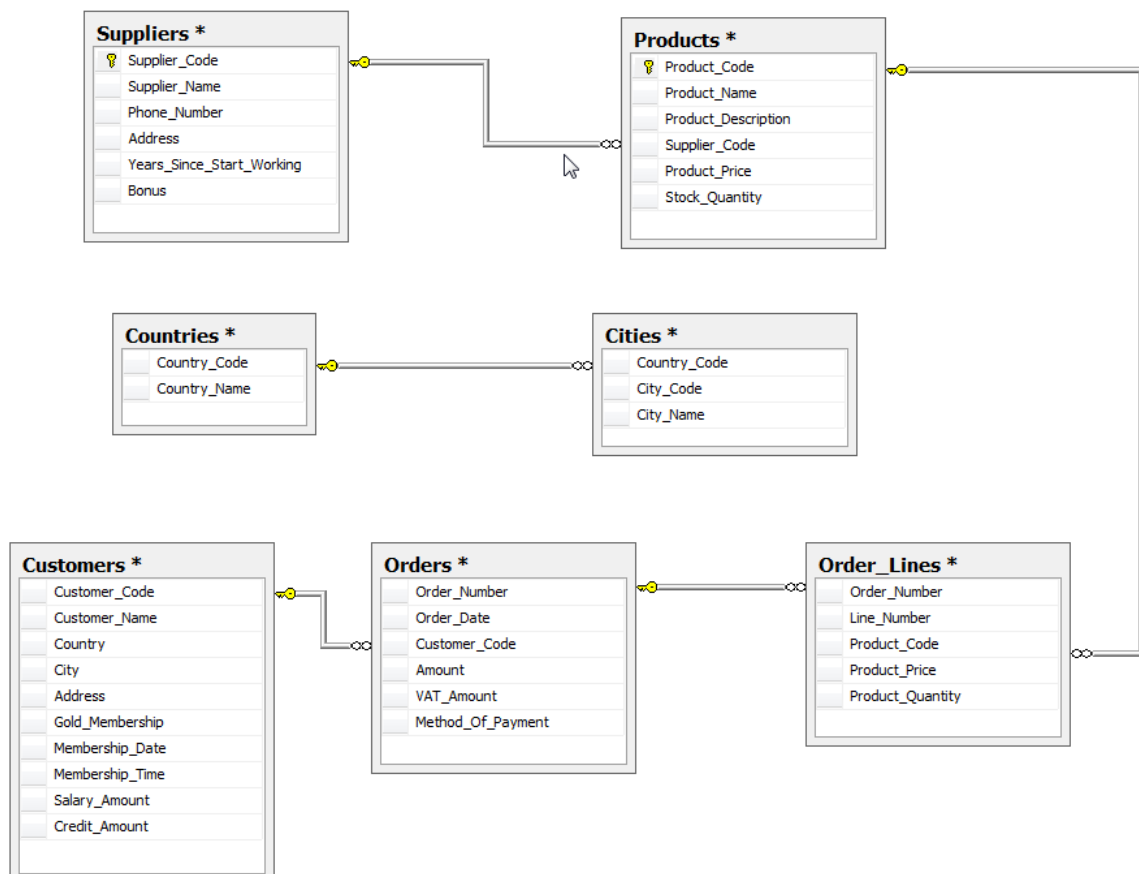 Suppliers *
Supplier_Code
Supplier_Name
Phone_Number
Address
Years_Since_Start_Working
Bonus
Products *
Product_Code
Product_Name
Product_Description
Supplier_Code
Product_Price
Stock_Quantity
Countries *
Country_Code
Country_Name
Cities *
Country_Code
City_Code
City_Name
Customers *
Customer_Code
Customer_Name
Country
City
Address
Gold_Membership
Membership_Date
Membership_Time
Salary_Amount
Credit_Amount
Orders *
Order_Number
Order_Date
Customer_Code
Amount
VAT_Amount
Method_Of_Payment
Order_Lines *
Order_Number
Line_Number
Product_Code
Product_Price
Product_Quantity